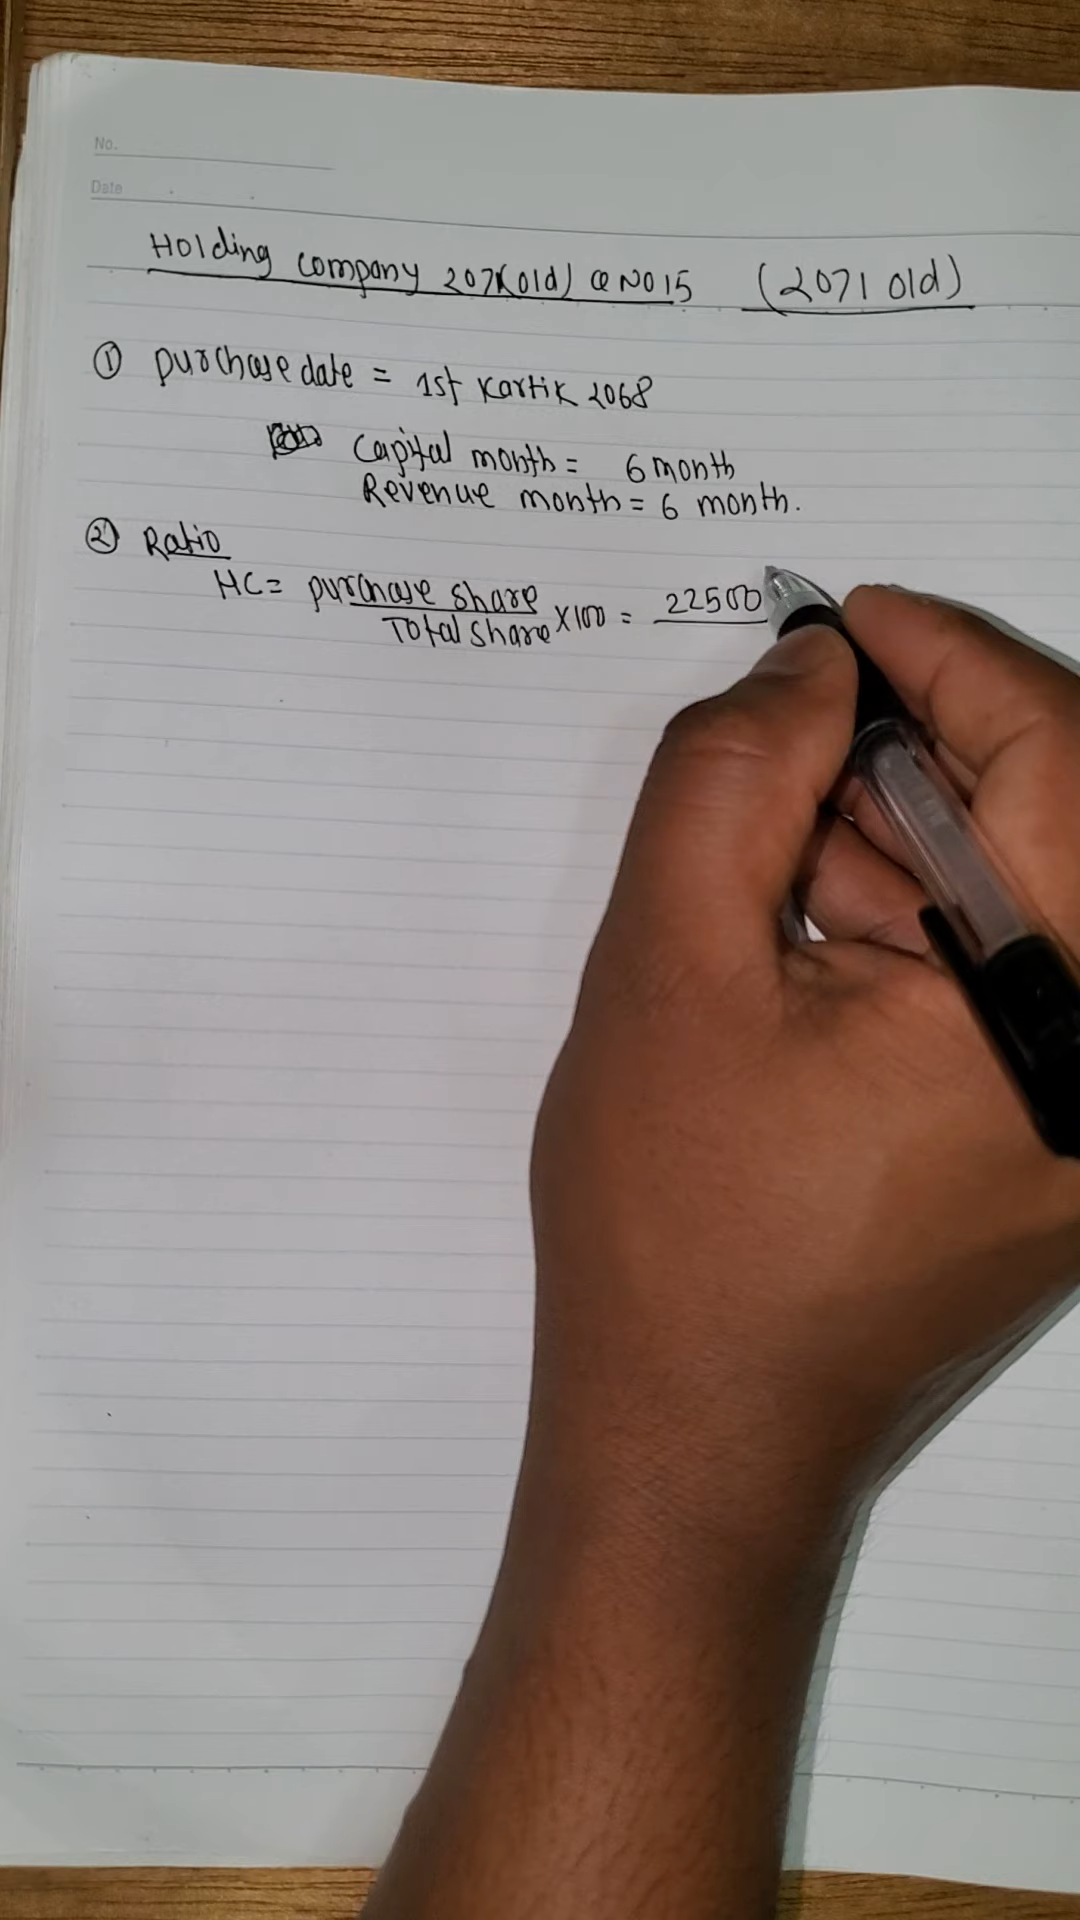 No.
Date
Holding company 2071(old) Q NO 15 (2071 old)
① purchase date = 1st Kartik 2068
Capital month = 6 month
Revenue month = 6 month.
② Ratio
HC = purchase share / Total share × 100 = 22500